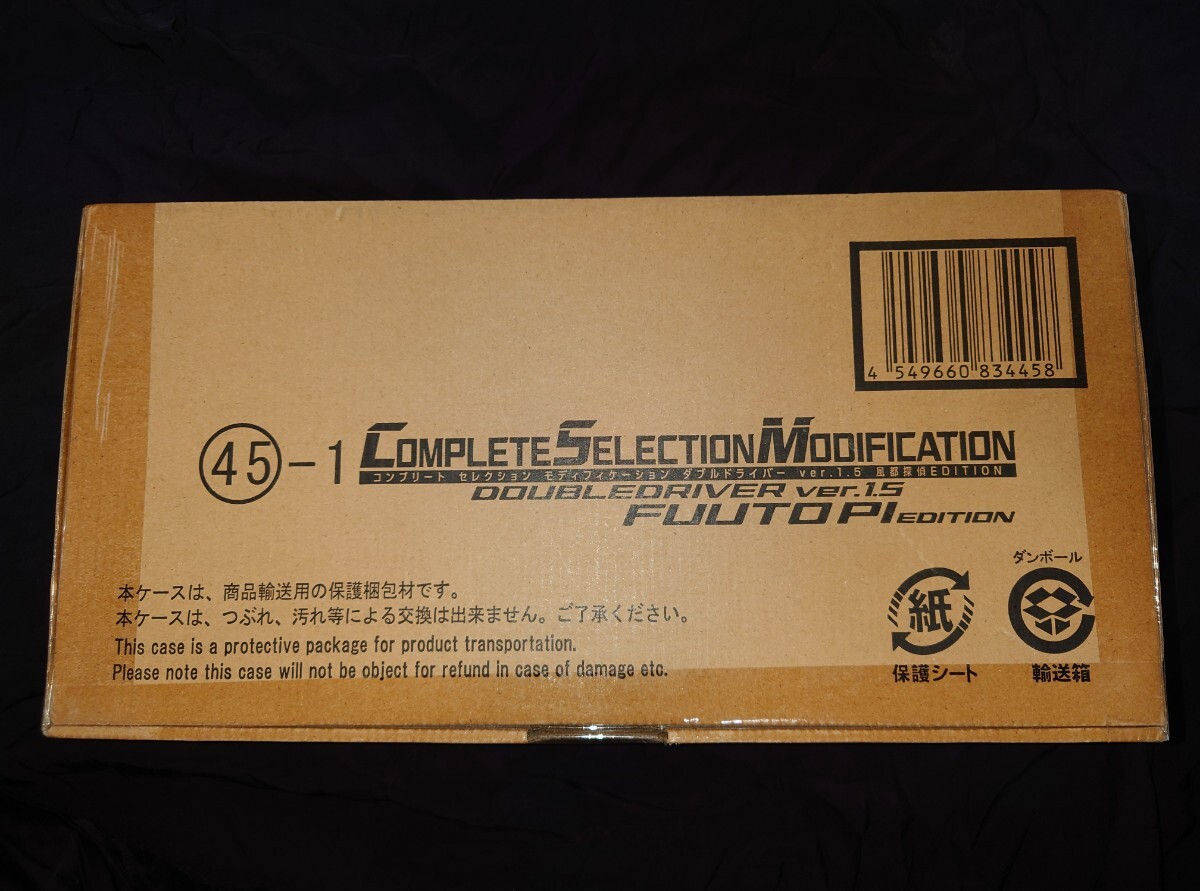 4 549660 834458
㊺-1 COMPLETE SELECTION MODIFICATION
コンプリート セレクション モディフィケーション ダブルドライバー ver.1.5 風都探偵EDITION
DOUBLEDRIVER ver.1.5
FUUTO PI EDITION
ダンボール
本ケースは、商品輸送用の保護梱包材です。
本ケースは、つぶれ、汚れ等による交換は出来ません。ご了承ください。
This case is a protective package for product transportation.
Please note this case will not be object for refund in case of damage etc.
紙
保護シート
輸送箱